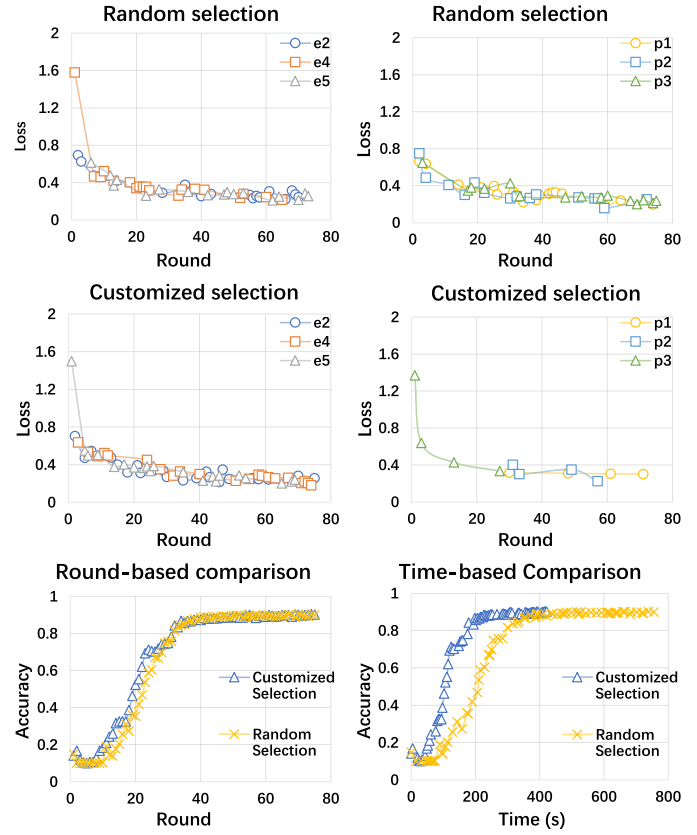 Random selection
2
1.6
1.2
0.8
0.4
0
Loss
0 20 40 60 80
Round
e2
e4
e5
Random selection
2
1.6
1.2
0.8
0.4
0
Loss
0 20 40 60 80
Round
p1
p2
p3
Customized selection
2
1.6
1.2
0.8
0.4
0
Loss
0 20 40 60 80
Round
e2
e4
e5
Customized selection
2
1.6
1.2
0.8
0.4
0
Loss
0 20 40 60 80
Round
p1
p2
p3
Round-based comparison
1
0.8
0.6
0.4
0.2
0
Accuracy
0 20 40 60 80
Round
Customized
Selection
Random
Selection
Time-based Comparison
1
0.8
0.6
0.4
0.2
0
Accuracy
0 200 400 600 800
Time (s)
Customized
Selection
Random
Selection